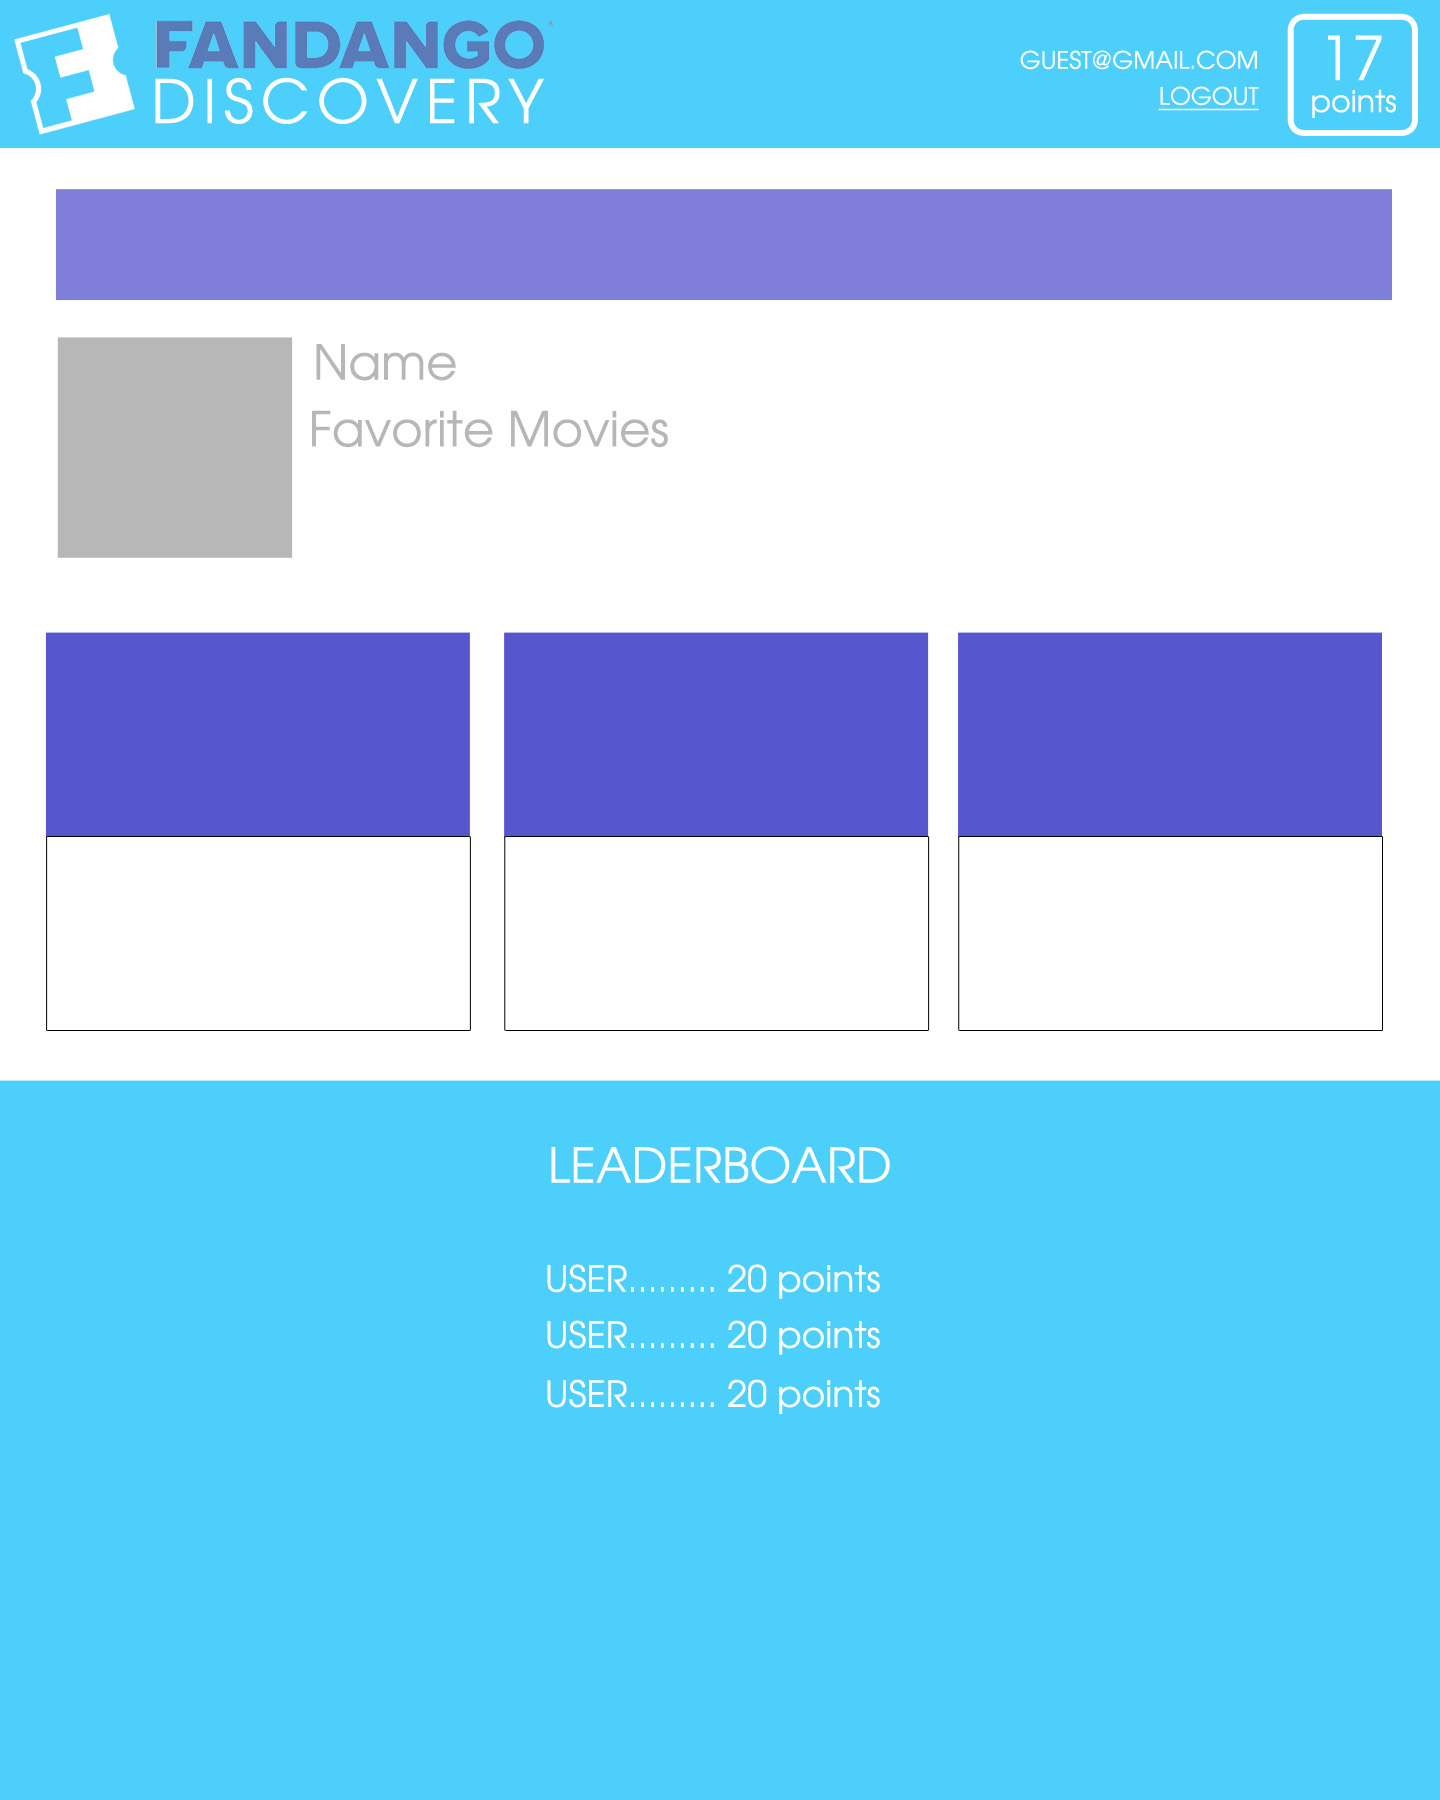 FANDANGO®
DISCOVERY
GUEST@GMAIL.COM
LOGOUT
17
points
Name
Favorite Movies
LEADERBOARD
USER......... 20 points
USER......... 20 points
USER......... 20 points